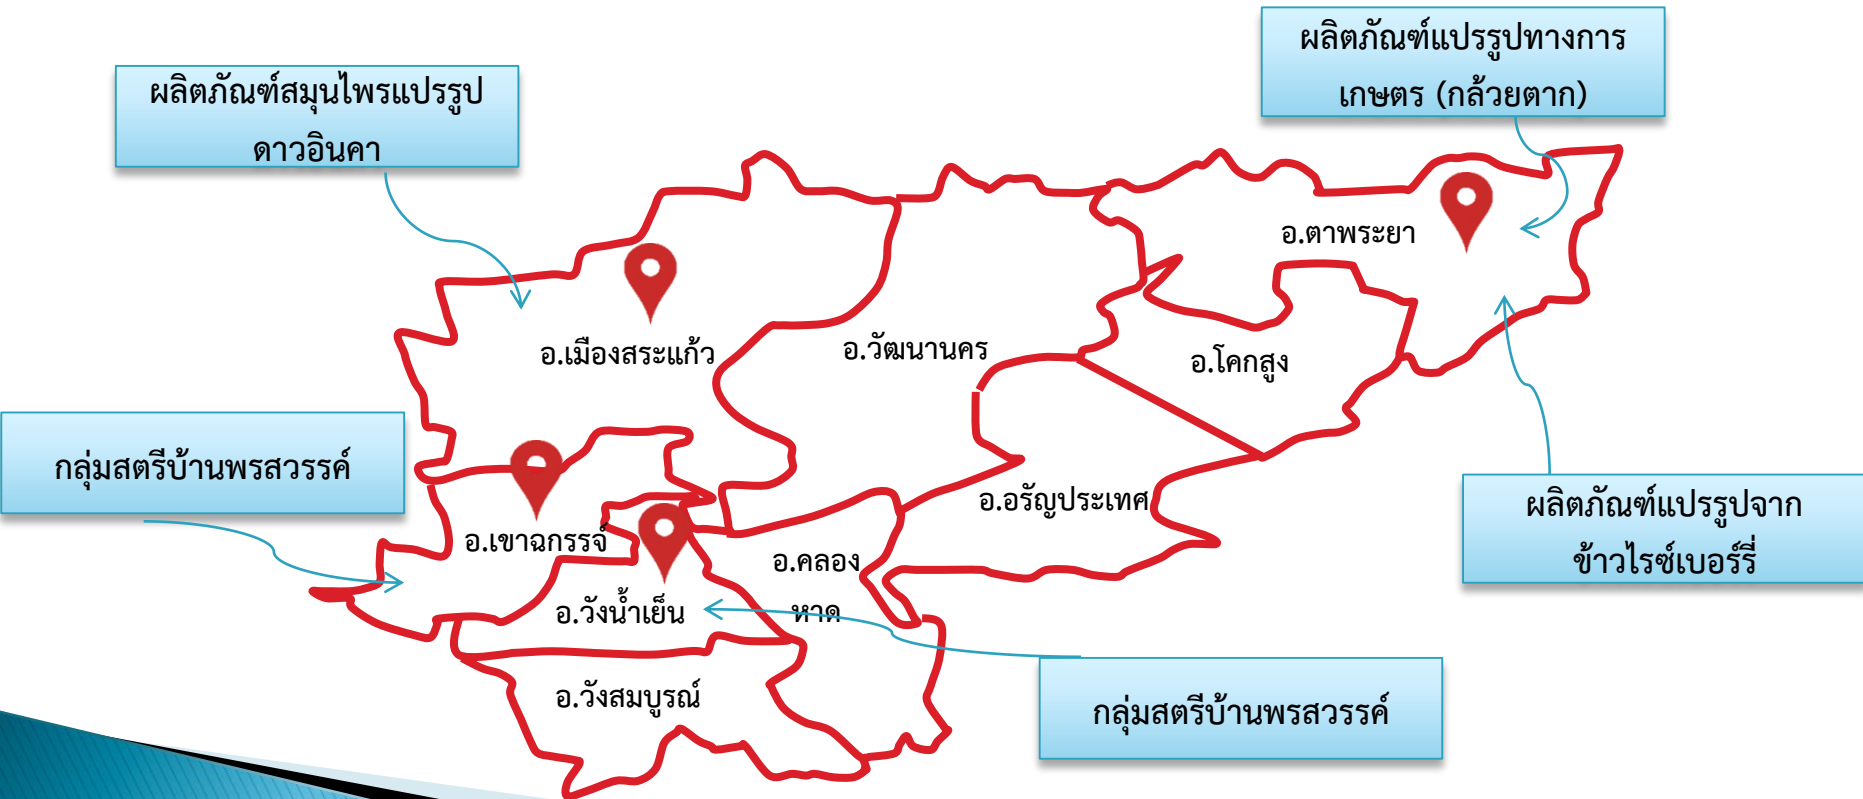 ผลิตภัณฑ์แปรรูปทางการ
เกษตร (กล้วยตาก)
ผลิตภัณฑ์สมุนไพรแปรรูป
ดาวอินคา
อ.ตาพระยา
อ.เมืองสระแก้ว
อ.วัฒนานคร
อ.โคกสูง
กลุ่มสตรีบ้านพรสวรรค์
อ.อรัญประเทศ
ผลิตภัณฑ์แปรรูปจาก
ข้าวไรซ์เบอร์รี่
อ.เขาฉกรรจ์
อ.คลอง
หาด
อ.วังน้ำเย็น
อ.วังสมบูรณ์
กลุ่มสตรีบ้านพรสวรรค์